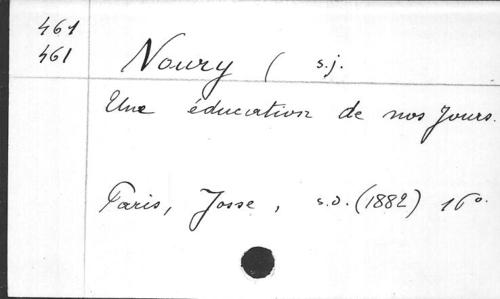 461
461
Noury ( s.j.
Une éducation de nos Jours.
Paris, Josse, s.d. (1882) 16°.